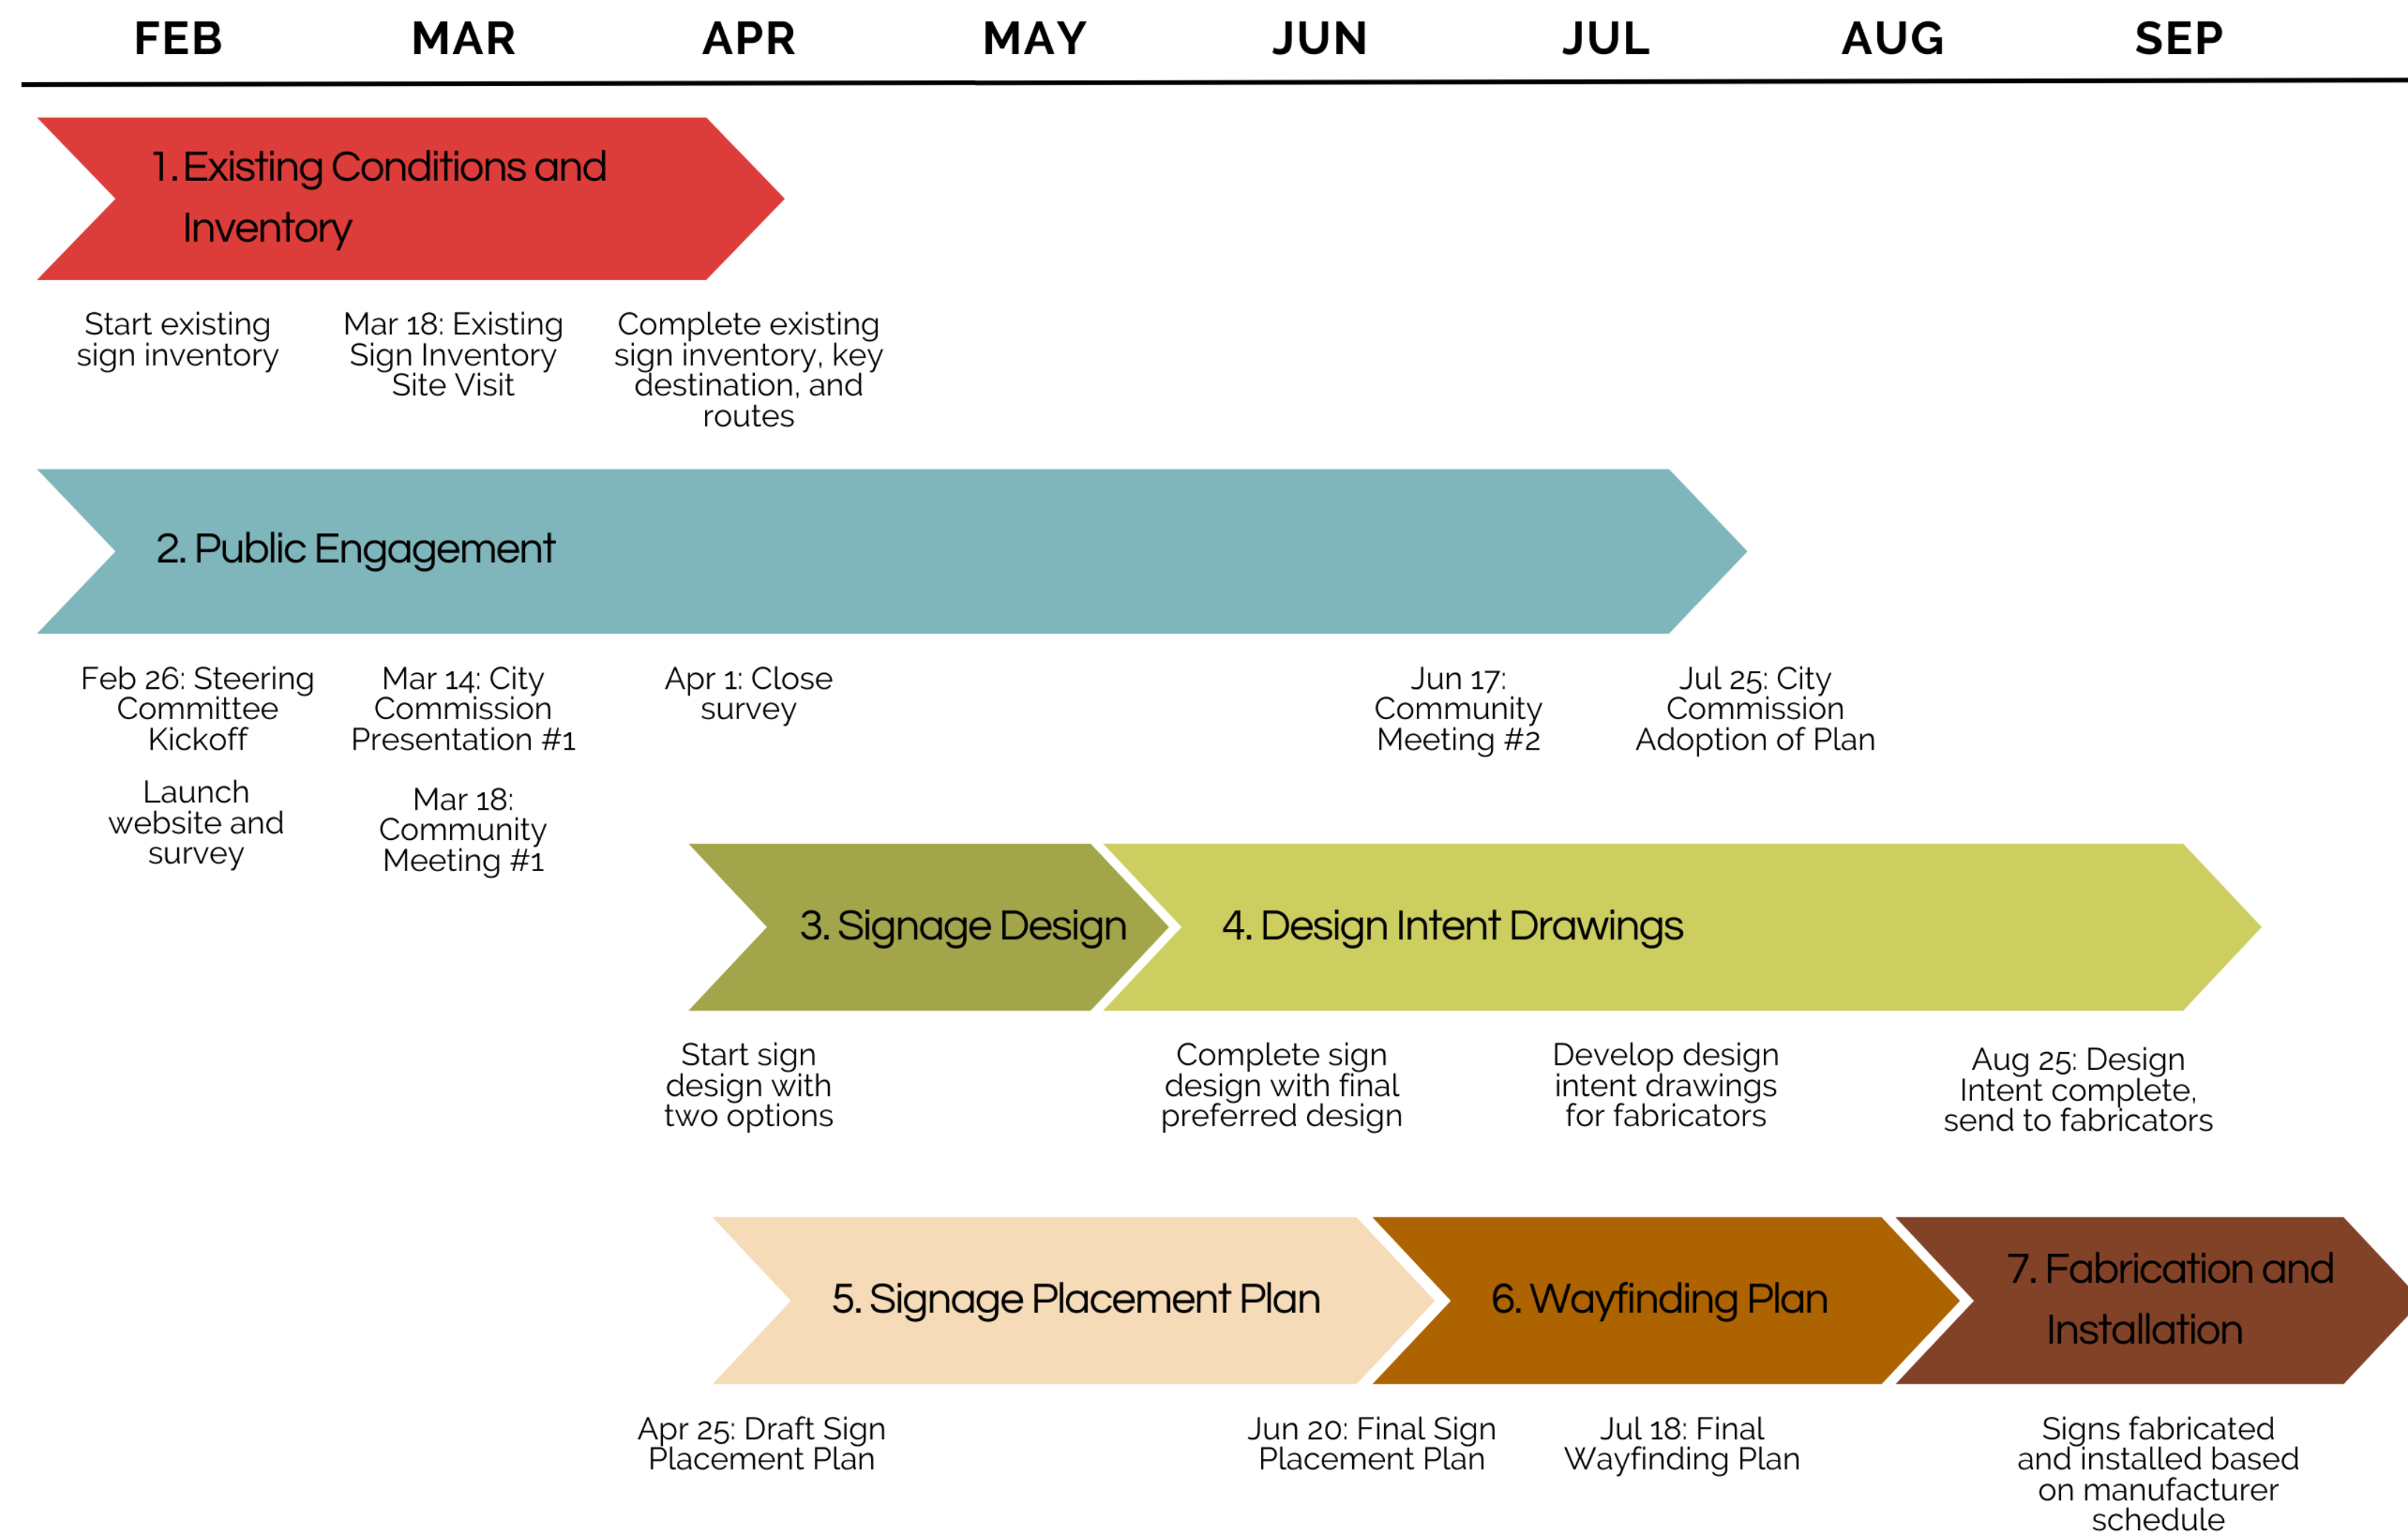 FEB MAR APR MAY JUN JUL AUG SEP
1. Existing Conditions and
Inventory
Start existing
sign inventory
Mar 18: Existing
Sign Inventory
Site Visit
Complete existing
sign inventory, key
destination, and
routes
2. Public Engagement
Feb 26: Steering
Committee
Kickoff
Launch
website and
survey
Mar 14: City
Commission
Presentation #1
Mar 18:
Community
Meeting #1
Apr 1: Close
survey
Jun 17:
Community
Meeting #2
Jul 25: City
Commission
Adoption of Plan
3. Signage Design
4. Design Intent Drawings
Start sign
design with
two options
Complete sign
design with final
preferred design
Develop design
intent drawings
for fabricators
Aug 25: Design
Intent complete,
send to fabricators
5. Signage Placement Plan
6. Wayfinding Plan
7. Fabrication and
Installation
Apr 25: Draft Sign
Placement Plan
Jun 20: Final Sign
Placement Plan
Jul 18: Final
Wayfinding Plan
Signs fabricated
and installed based
on manufacturer
schedule